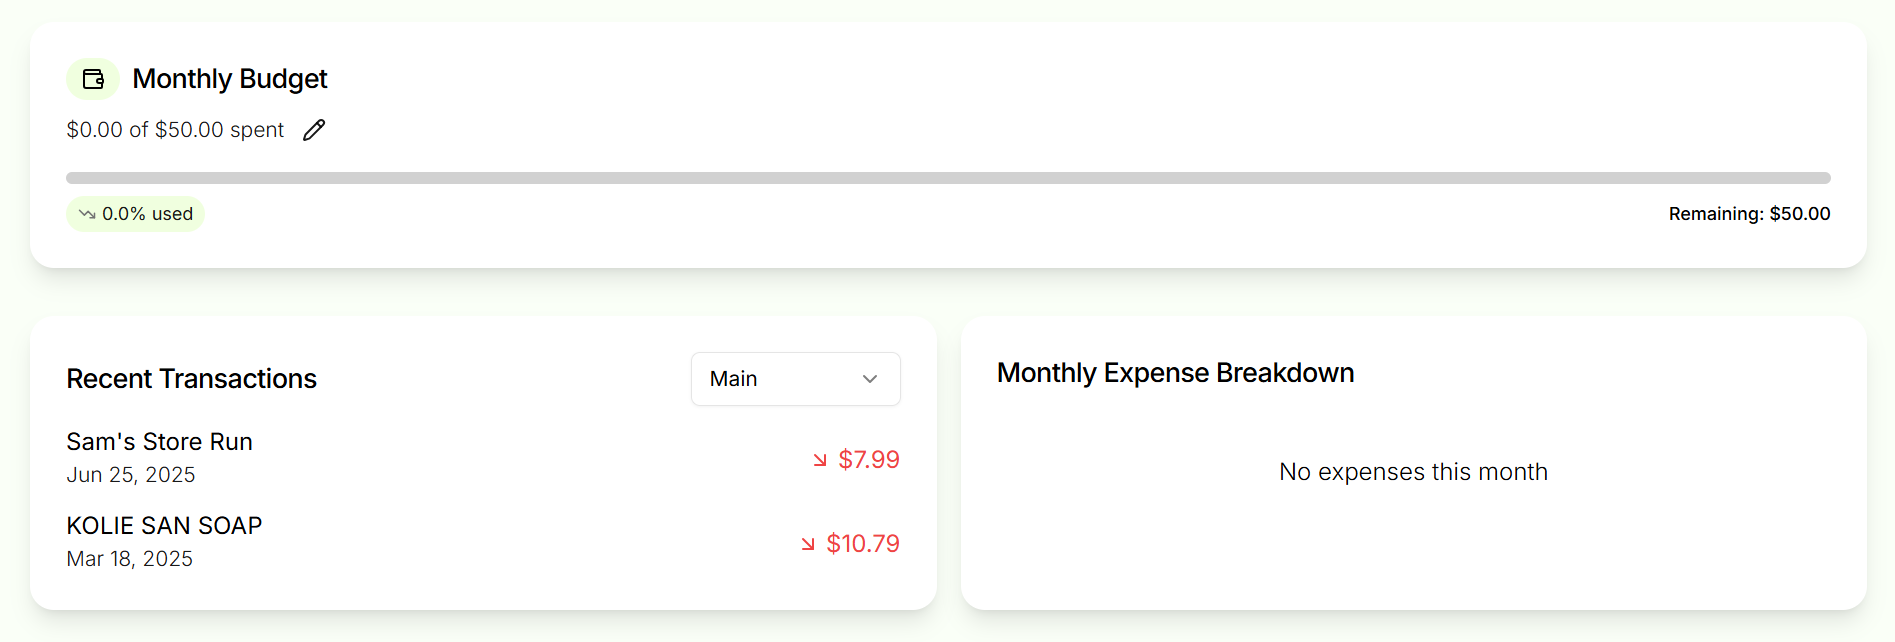 Monthly Budget
$0.00 of $50.00 spent
0.0% used
Remaining: $50.00
Recent Transactions
Main
Sam's Store Run
Jun 25, 2025
$7.99
KOLIE SAN SOAP
Mar 18, 2025
$10.79
Monthly Expense Breakdown
No expenses this month